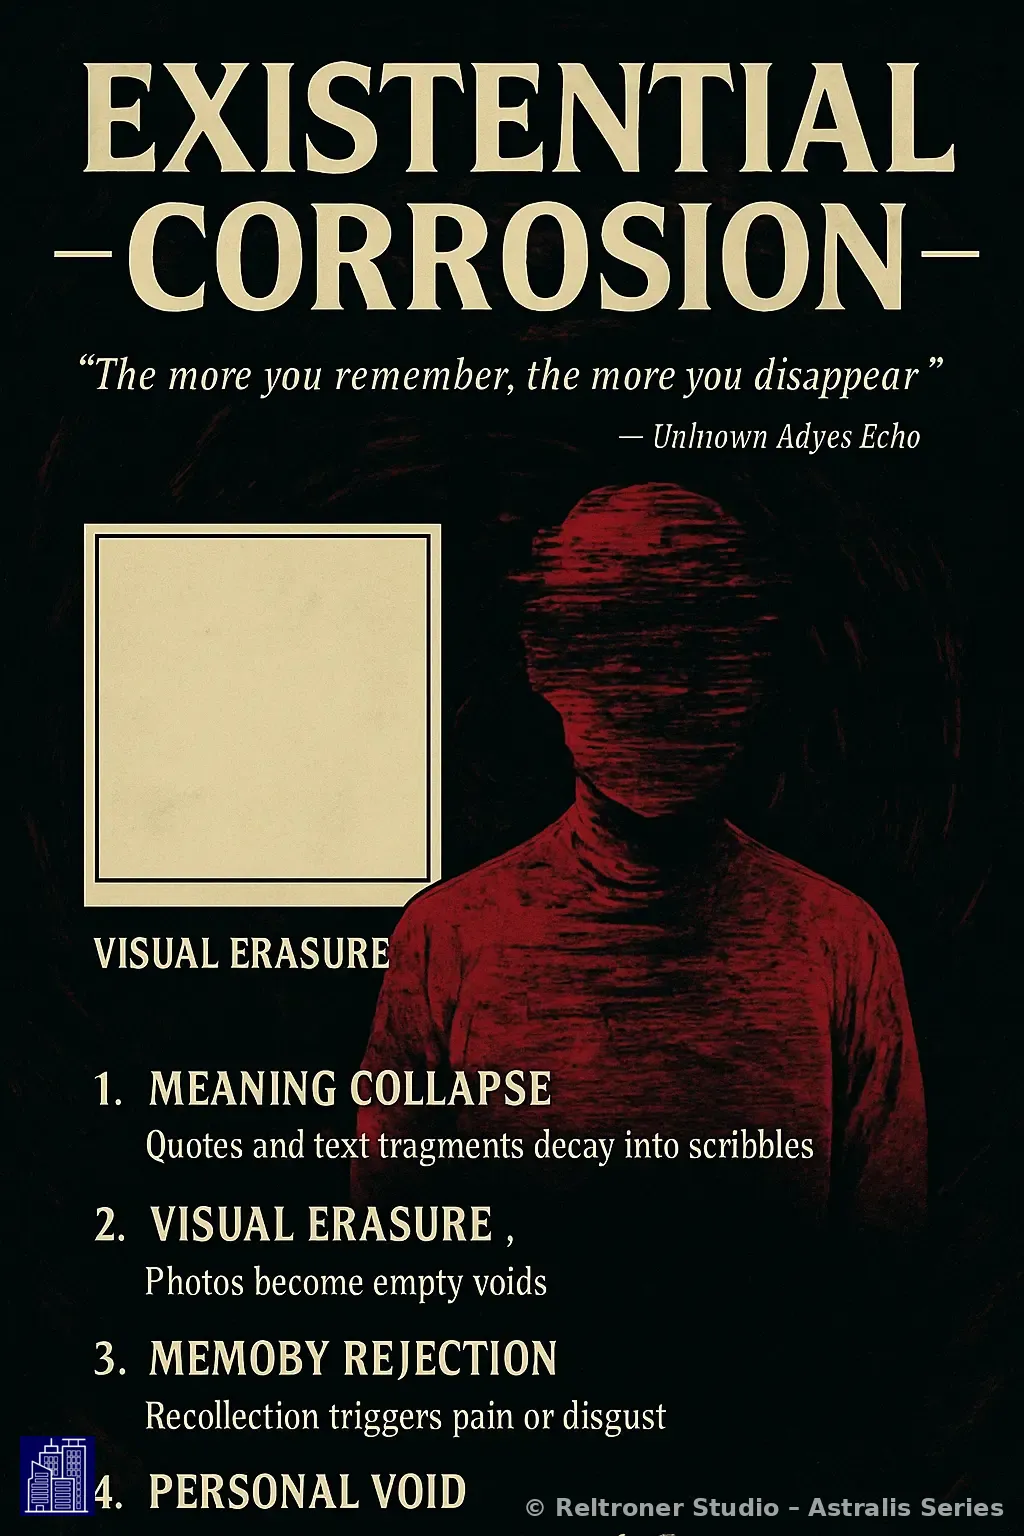 EXISTENTIAL
—CORROSION—
“The more you remember, the more you disappear”
— Unlnown Adyes Echo
VISUAL ERASURE
1. MEANING COLLAPSE
Quotes and text tragments decay into scribbles
2. VISUAL ERASURE ,
Photos become empty voids
3. MEMOBY REJECTION
Recollection triggers pain or disgust
4. PERSONAL VOID
© Reltroner Studio - Astralis Series